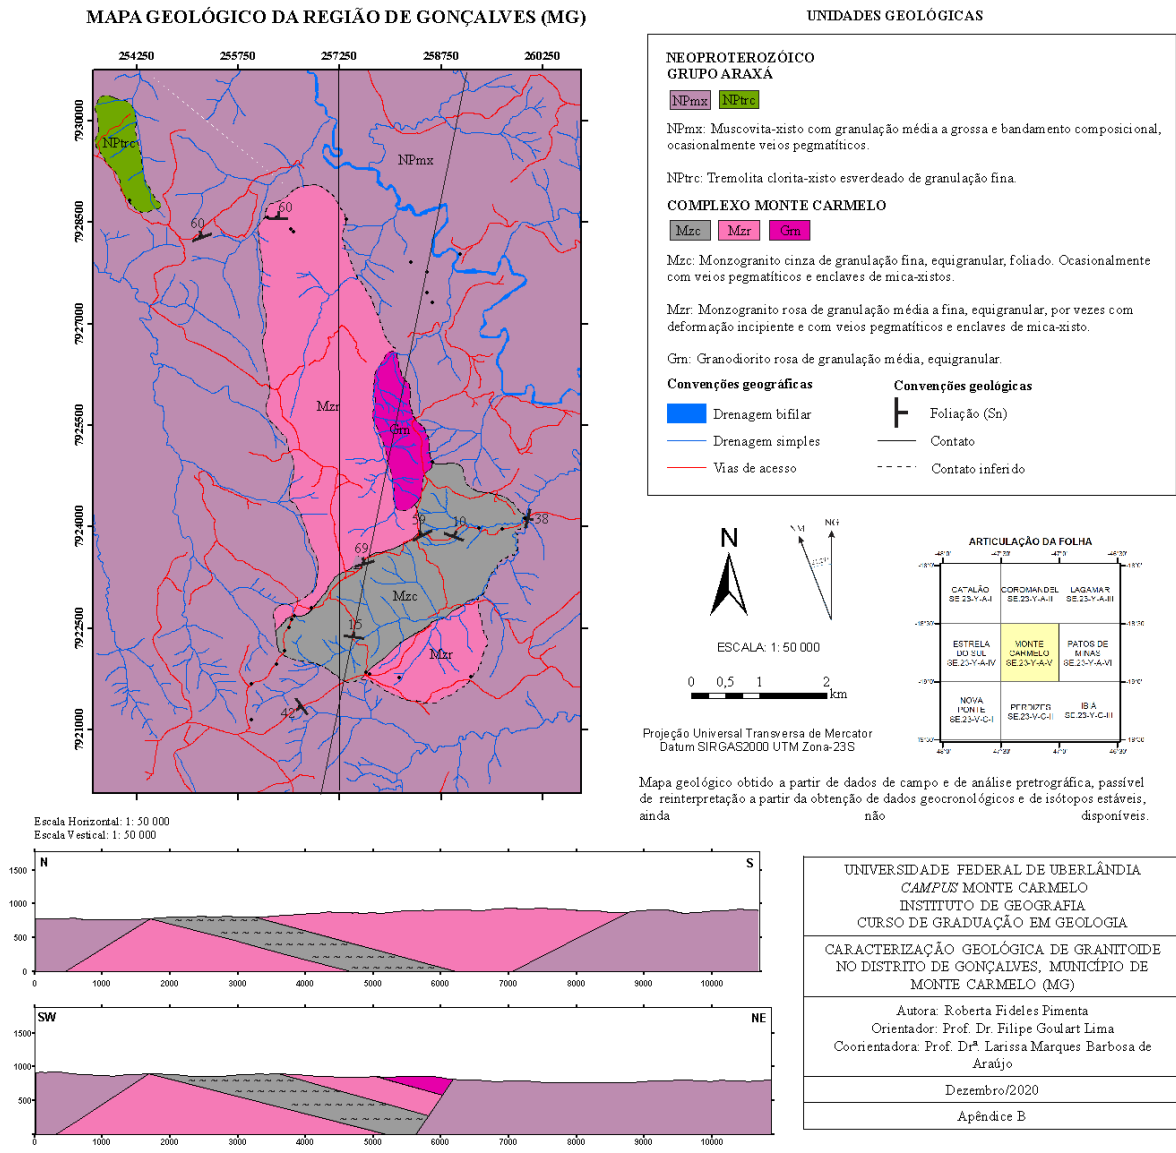 MAPA GEOLÓGICO DA REGIÃO DE GONÇALVES (MG)
254250 255750 257250 258750 260250
7930000
7928500
7927000
7925500
7924000
7922500
7921000
NPtrc
NPmx
60
60
Mzr
Grn
59
10
38
69
Mzc
15
Mzr
42
UNIDADES GEOLÓGICAS
NEOPROTEROZÓICO
GRUPO ARAXÁ
NPmx NPtrc
NPmx: Muscovita-xisto com granulação média a grossa e bandamento composicional,
ocasionalmente veios pegmatíticos.
NPtrc: Tremolita clorita-xisto esverdeado de granulação fina.
COMPLEXO MONTE CARMELO
Mzc Mzr Grn
Mzc: Monzogranito cinza de granulação fina, equigranular, foliado. Ocasionalmente
com veios pegmatíticos e enclaves de mica-xistos.
Mzr: Monzogranito rosa de granulação média a fina, equigranular, por vezes com
deformação incipiente e com veios pegmatíticos e enclaves de mica-xisto.
Grn: Granodiorito rosa de granulação média, equigranular.
Convenções geográficas
Drenagem bifilar
Drenagem simples
Vias de acesso
Convenções geológicas
Foliação (Sn)
Contato
Contato inferido
N
NM NG
ESCALA: 1: 50 000
0 0,5 1 2
km
Projeção Universal Transversa de Mercator
Datum SIRGAS2000 UTM Zona-23S
ARTICULAÇÃO DA FOLHA
CATALÃO
SE.23-Y-A-I
COROMANDEL
SE.23-Y-A-II
LAGAMAR
SE.23-Y-A-III
ESTRELA
DO SUL
SE.23-Y-A-IV
MONTE
CARMELO
SE.23-Y-A-V
PATOS DE
MINAS
SE.23-Y-A-VI
NOVA
PONTE
SE.23-Y-C-I
PERDIZES
SE.23-Y-C-II
IBIÁ
SE.23-Y-C-III
Mapa geológico obtido a partir de dados de campo e de análise pretrográfica, passível
de reinterpretação a partir da obtenção de dados geocronológicos e de isótopos estáveis,
ainda não disponíveis.
Escala Horizontal: 1: 50 000
Escala Vertical: 1: 50 000
N S
1500
1000
500
0
0 1000 2000 3000 4000 5000 6000 7000 8000 9000 10000
SW NE
1500
1000
500
0 1000 2000 3000 4000 5000 6000 7000 8000 9000 10000
UNIVERSIDADE FEDERAL DE UBERLÂNDIA
CAMPUS MONTE CARMELO
INSTITUTO DE GEOGRAFIA
CURSO DE GRADUAÇÃO EM GEOLOGIA
CARACTERIZAÇÃO GEOLÓGICA DE GRANITOIDE
NO DISTRITO DE GONÇALVES, MUNICÍPIO DE
MONTE CARMELO (MG)
Autora: Roberta Fideles Pimenta
Orientador: Prof. Dr. Filipe Goulart Lima
Coorientadora: Prof. Drª. Larissa Marques Barbosa de
Araújo
Dezembro/2020
Apêndice B